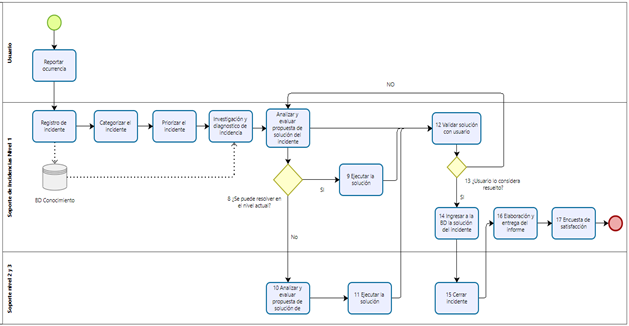 Usuario
Reportar
ocurrencia
Soporte de incidencias Nivel 1
Registro de
incidente
Categorizar el
incidente
Priorizar el
incidente
Investigación y
diagnostico de
incidencia
Analizar y
evaluar
propuesta de
solución del
incidente
NO
12 Validar solución
con usuario
BD Conocimiento
8 ¿Se puede resolver en
el nivel actual?
Si
9 Ejecutar la
solución
13 ¿Usuario lo considera
resuelto?
Si
14 Ingresar a la
BD la solución
del incidente
16 Elaboración y
entrega del
informe
17 Encuesta de
satisfacción
No
Soporte nivel 2 y 3
10 Analizar y
evaluar
propuesta de
solución de
11 Ejecutar la
solución
15 Cerrar
incidente